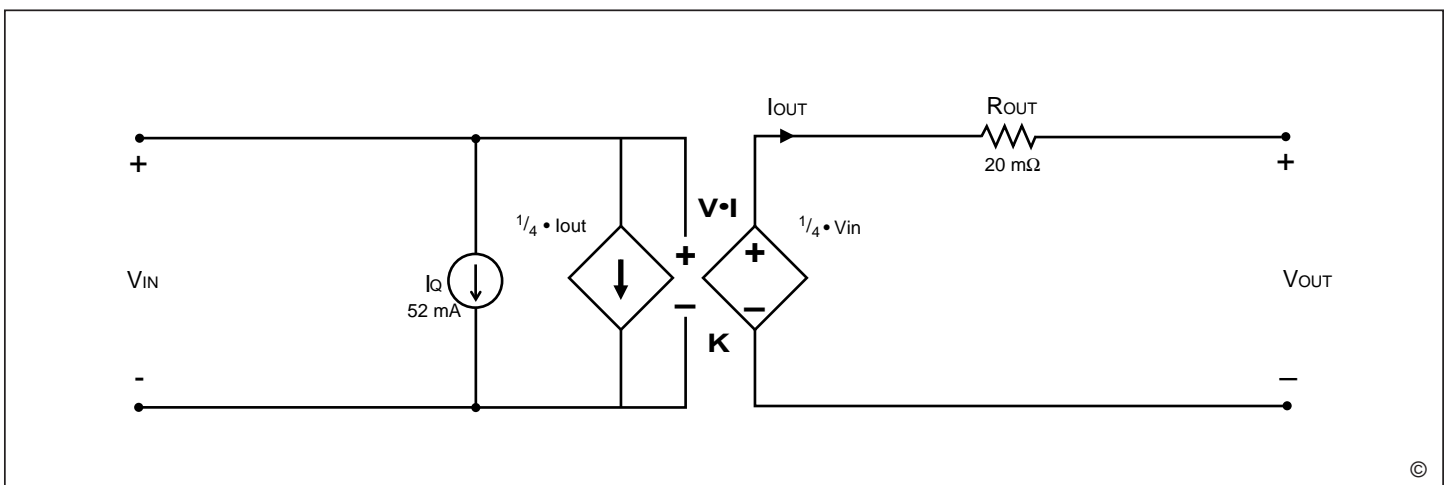 IOUT
ROUT
20 mΩ
+
+
V•I
1/4 • Iout
1/4 • Vin
+
+
VIN
IQ
52 mA
VOUT
–
–
K
-
–
©